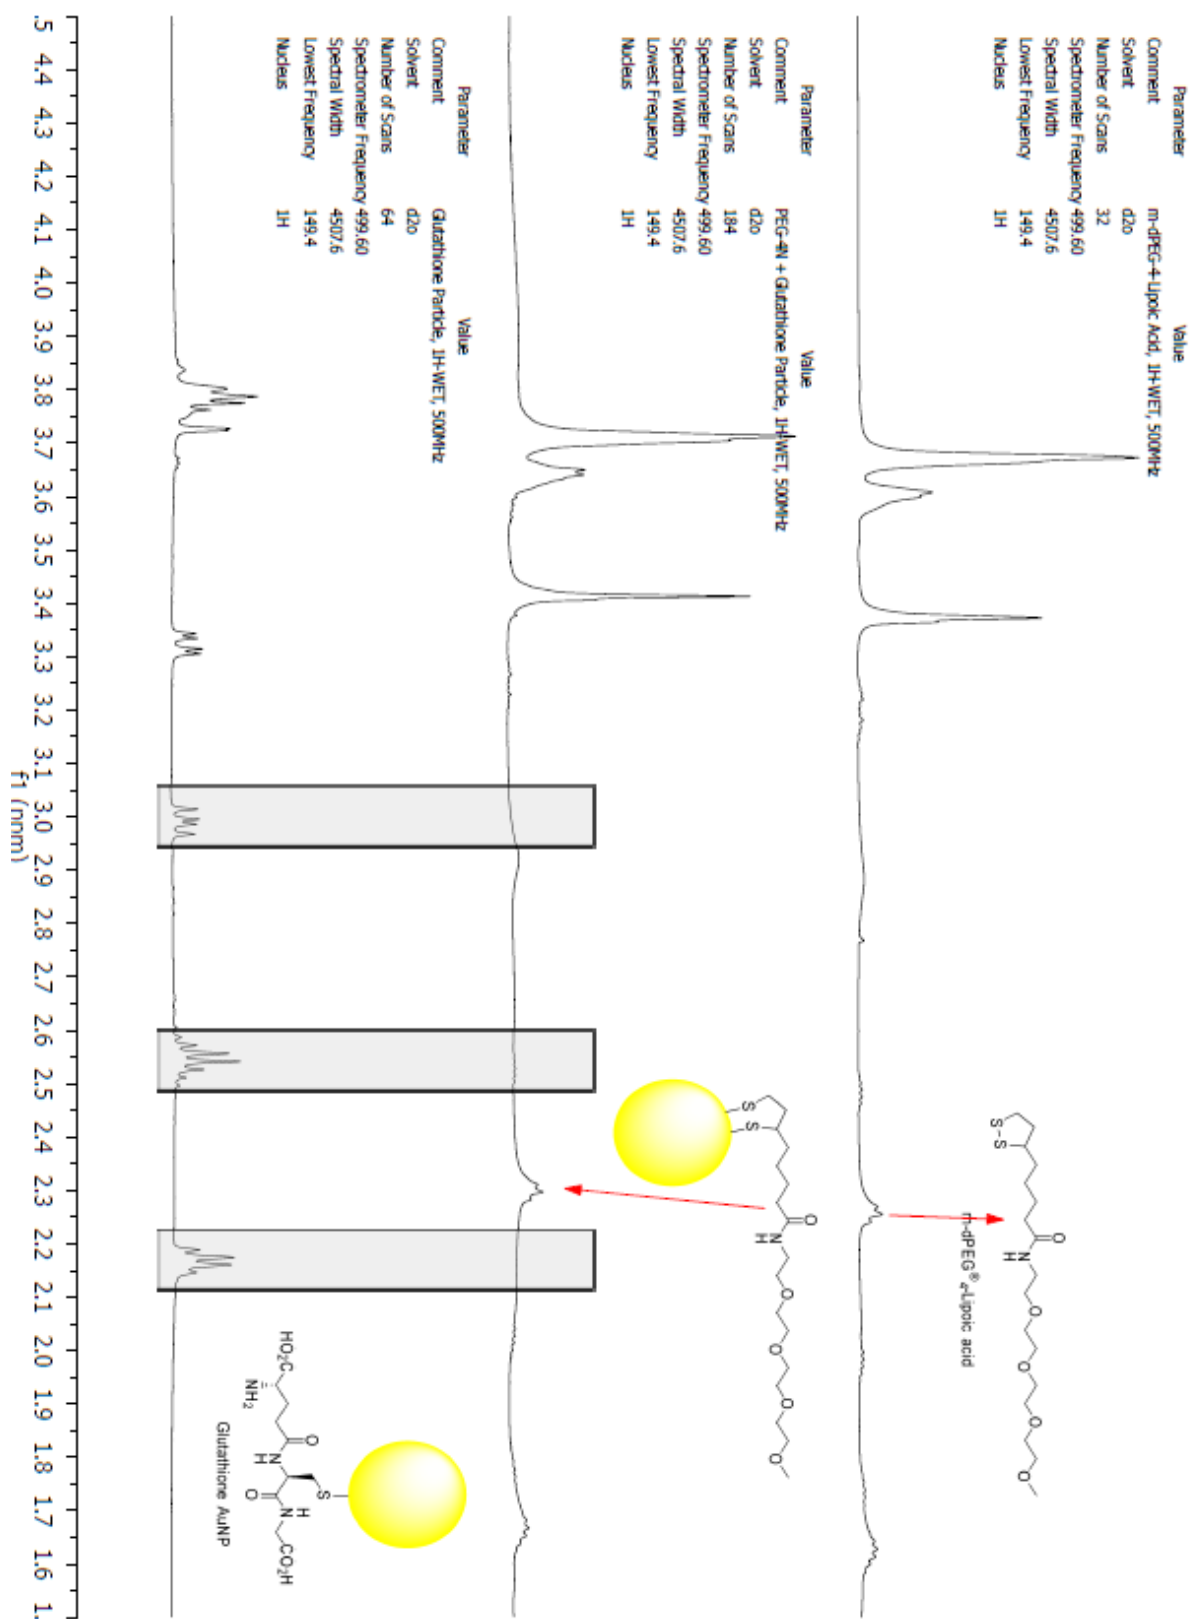 Parameter Value
Comment m-dPEG-4-Lipoic Acid, 1H-WET, 500MHz
Solvent d2o
Number of Scans 32
Spectrometer Frequency 499.60
Spectral Width 4507.6
Lowest Frequency 149.4
Nucleus 1H
S-S
O
N
H
O
O
O
O
m-dPEG®4-Lipoic acid
Parameter Value
Comment PEG-4N + Glutathione Particle, 1H-WET, 500MHz
Solvent d2o
Number of Scans 184
Spectrometer Frequency 499.60
Spectral Width 4507.6
Lowest Frequency 149.4
Nucleus 1H
S
S
O
N
H
O
O
O
O
Parameter Value
Comment Glutathione Particle, 1H-WET, 500MHz
Solvent d2o
Number of Scans 64
Spectrometer Frequency 499.60
Spectral Width 4507.6
Lowest Frequency 149.4
Nucleus 1H
S
HO2C
NH2
O
N
H
O
H
N
CO2H
Glutathione AuNP
.5 4.4 4.3 4.2 4.1 4.0 3.9 3.8 3.7 3.6 3.5 3.4 3.3 3.2 3.1 3.0 2.9 2.8 2.7 2.6 2.5 2.4 2.3 2.2 2.1 2.0 1.9 1.8 1.7 1.6 1.
f1 (ppm)